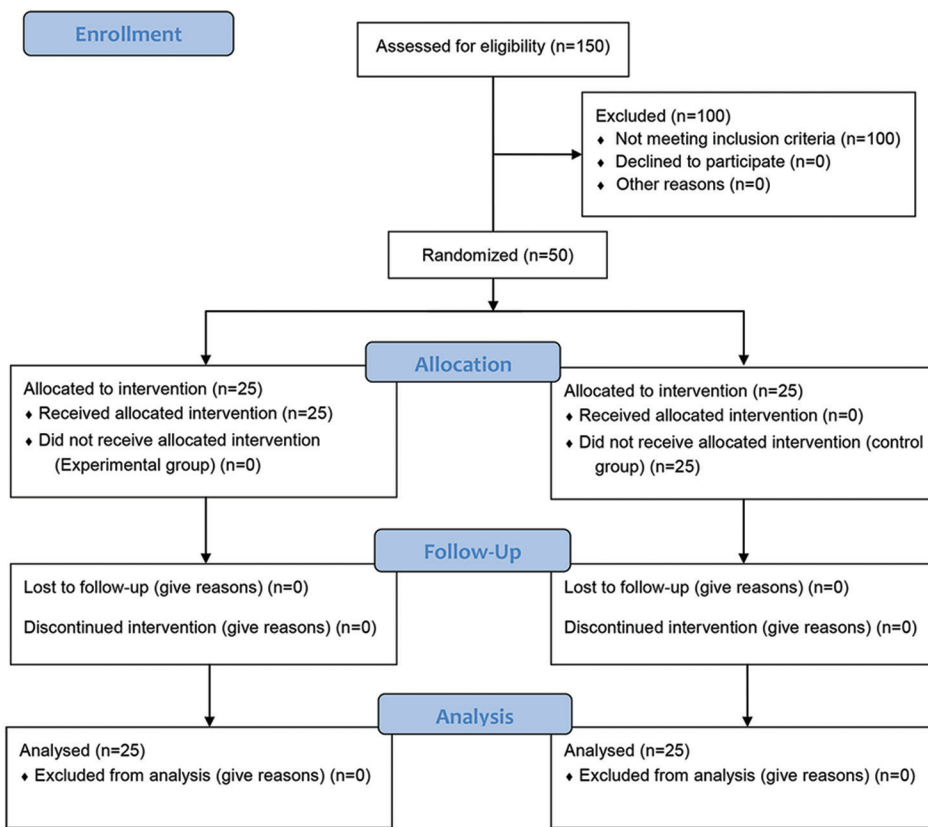 Enrollment
Assessed for eligibility (n=150)
Excluded (n=100)
♦ Not meeting inclusion criteria (n=100)
♦ Declined to participate (n=0)
♦ Other reasons (n=0)
Randomized (n=50)
Allocation
Allocated to intervention (n=25)
♦ Received allocated intervention (n=25)
♦ Did not receive allocated intervention
(Experimental group) (n=0)
Allocated to intervention (n=25)
♦ Received allocated intervention (n=0)
♦ Did not receive allocated intervention (control
group) (n=25)
Follow-Up
Lost to follow-up (give reasons) (n=0)
Discontinued intervention (give reasons) (n=0)
Lost to follow-up (give reasons) (n=0)
Discontinued intervention (give reasons) (n=0)
Analysis
Analysed (n=25)
♦ Excluded from analysis (give reasons) (n=0)
Analysed (n=25)
♦ Excluded from analysis (give reasons) (n=0)